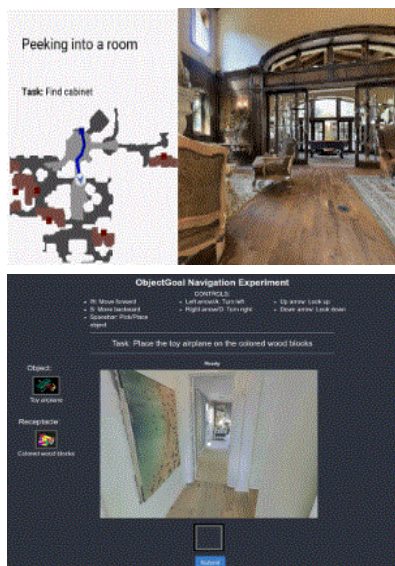 Peeking into a room
Task: Find cabinet
ObjectGoal Navigation Experiment
CONTROLS:
Move forward
S: Move backward
Spacebar: Pick/Place object
Left arrow/A: Turn left
Right arrow/D: Turn right
Up arrow: Look up
Down arrow: Look down
Task: Place the toy airplane on the colored wood blocks
Ready
Object:
Toy airplane
Receptacle:
Colored wood blocks
Submit